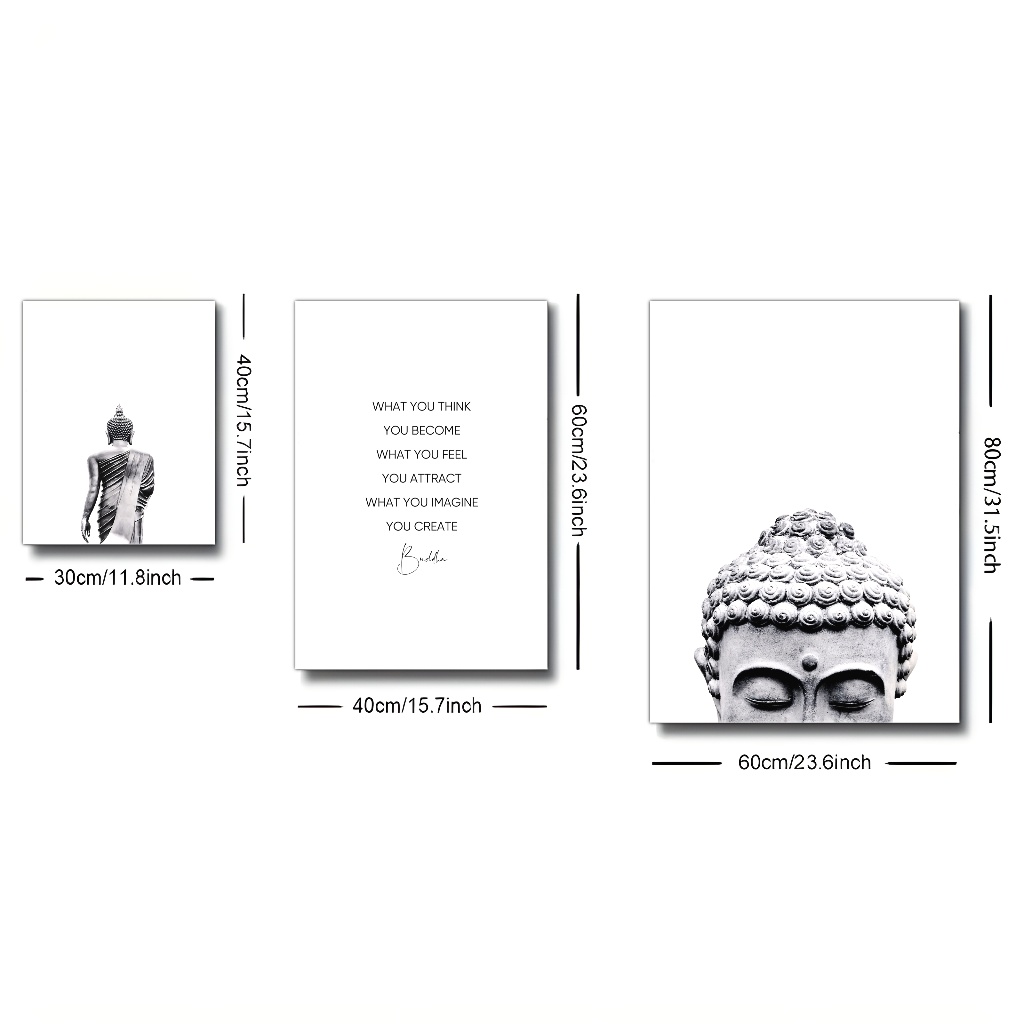 40cm/15.7inch
30cm/11.8inch
WHAT YOU THINK
YOU BECOME
WHAT YOU FEEL
YOU ATTRACT
WHAT YOU IMAGINE
YOU CREATE
Buddha
60cm/23.6inch
40cm/15.7inch
80cm/31.5inch
60cm/23.6inch